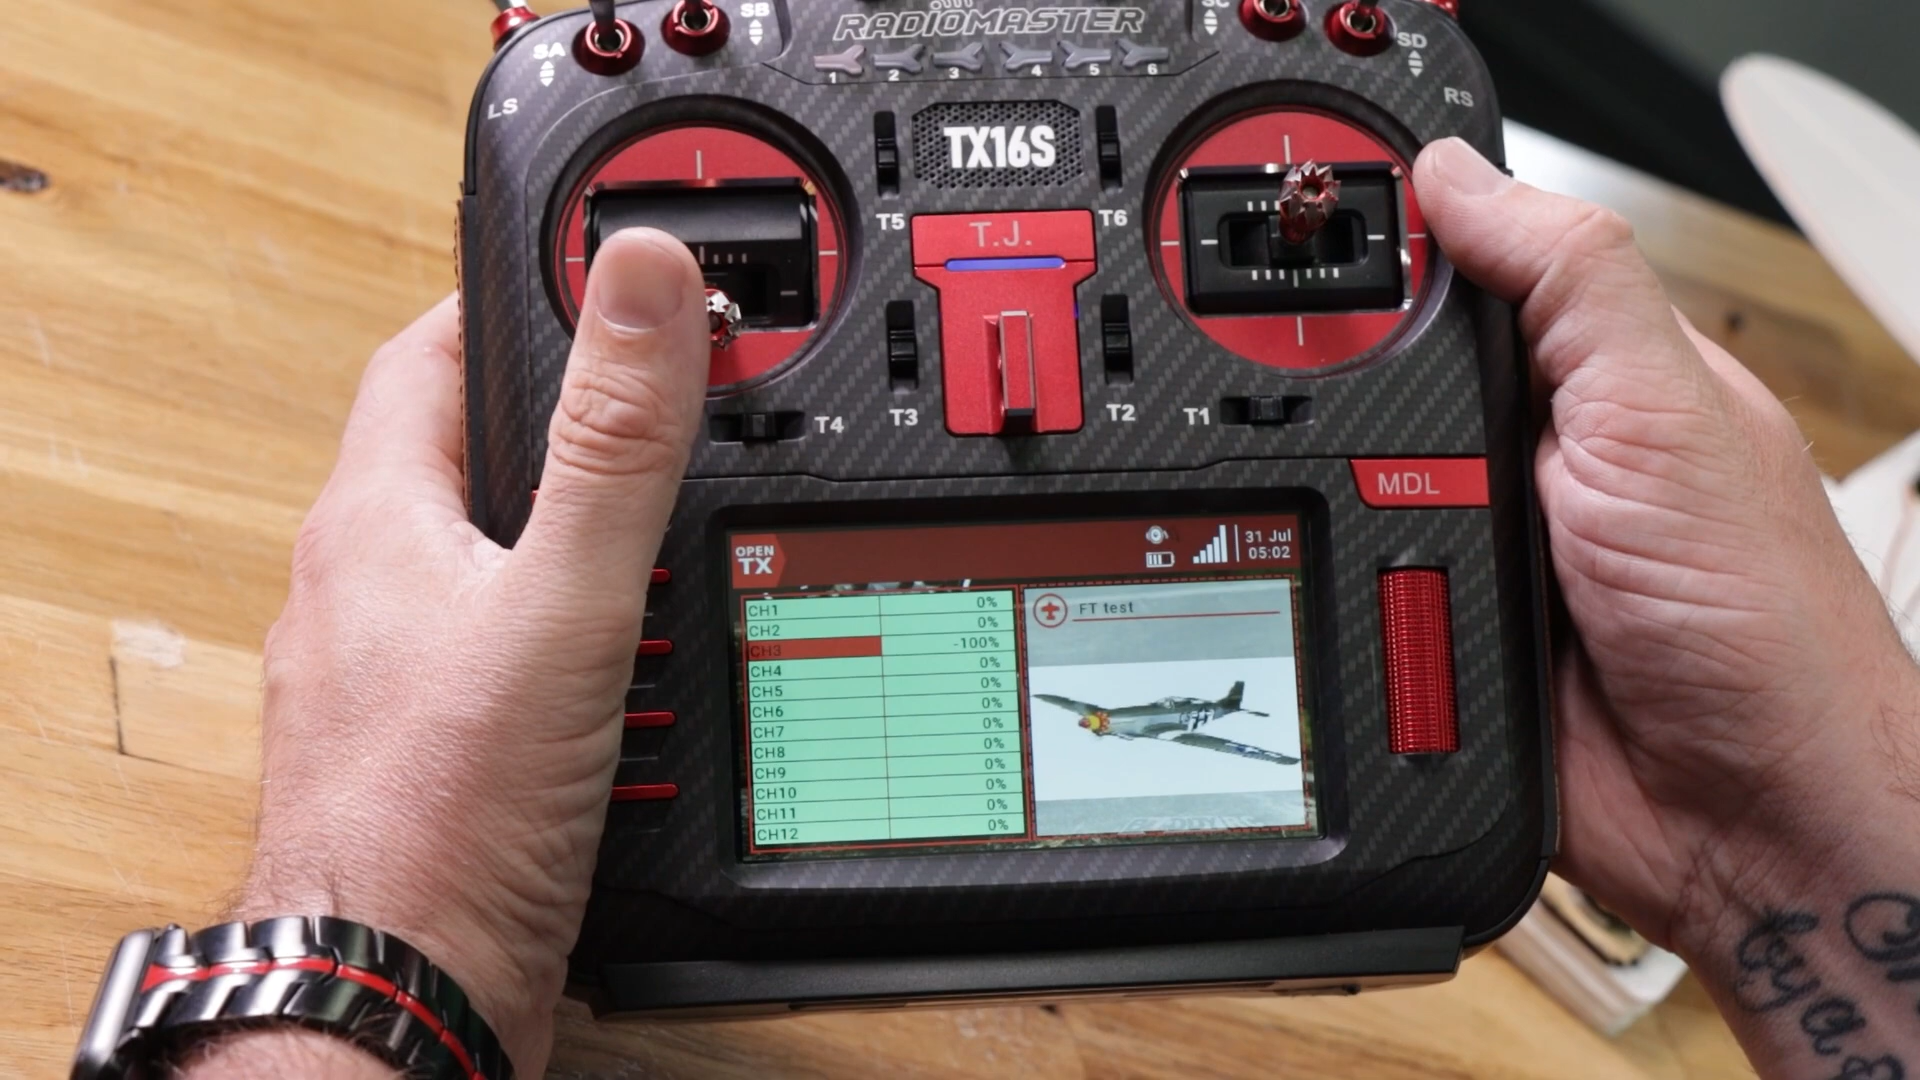 SB
SC
RADIOMASTER
SA
SD
1 2 3 4 5 6
LS
RS
TX16S
T5
T6
T.J.
T4
T3
T2
T1
MDL
OPEN
TX
31 Jul
05:02
CH1 0%
CH2 0%
CH3 -100%
CH4 0%
CH5 0%
CH6 0%
CH7 0%
CH8 0%
CH9 0%
CH10 0%
CH11 0%
CH12 0%
FT test